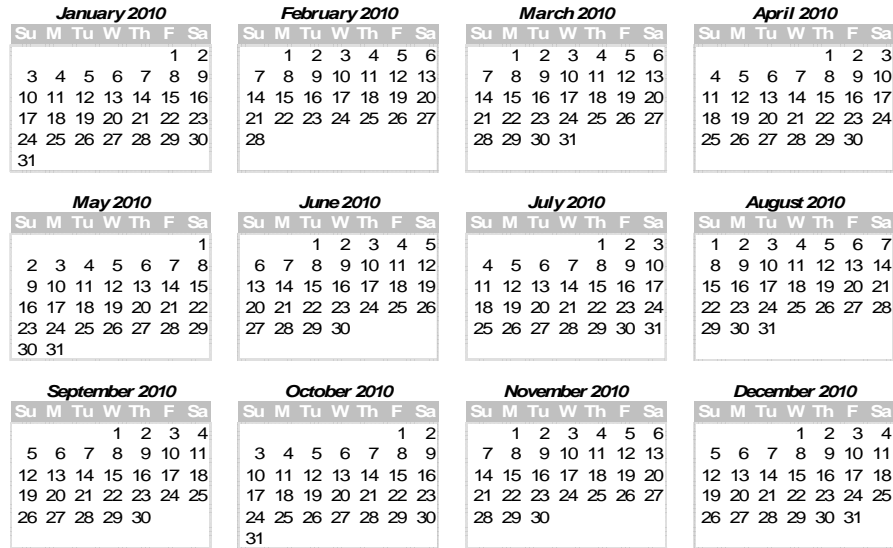 January 2010
Su M Tu W Th F Sa
1 2
3 4 5 6 7 8 9
10 11 12 13 14 15 16
17 18 19 20 21 22 23
24 25 26 27 28 29 30
31
February 2010
Su M Tu W Th F Sa
1 2 3 4 5 6
7 8 9 10 11 12 13
14 15 16 17 18 19 20
21 22 23 24 25 26 27
28
March 2010
Su M Tu W Th F Sa
1 2 3 4 5 6
7 8 9 10 11 12 13
14 15 16 17 18 19 20
21 22 23 24 25 26 27
28 29 30 31
April 2010
Su M Tu W Th F Sa
1 2 3
4 5 6 7 8 9 10
11 12 13 14 15 16 17
18 19 20 21 22 23 24
25 26 27 28 29 30
May 2010
Su M Tu W Th F Sa
1
2 3 4 5 6 7 8
9 10 11 12 13 14 15
16 17 18 19 20 21 22
23 24 25 26 27 28 29
30 31
June 2010
Su M Tu W Th F Sa
1 2 3 4 5
6 7 8 9 10 11 12
13 14 15 16 17 18 19
20 21 22 23 24 25 26
27 28 29 30
July 2010
Su M Tu W Th F Sa
1 2 3
4 5 6 7 8 9 10
11 12 13 14 15 16 17
18 19 20 21 22 23 24
25 26 27 28 29 30 31
August 2010
Su M Tu W Th F Sa
1 2 3 4 5 6 7
8 9 10 11 12 13 14
15 16 17 18 19 20 21
22 23 24 25 26 27 28
29 30 31
September 2010
Su M Tu W Th F Sa
1 2 3 4
5 6 7 8 9 10 11
12 13 14 15 16 17 18
19 20 21 22 23 24 25
26 27 28 29 30
October 2010
Su M Tu W Th F Sa
1 2
3 4 5 6 7 8 9
10 11 12 13 14 15 16
17 18 19 20 21 22 23
24 25 26 27 28 29 30
31
November 2010
Su M Tu W Th F Sa
1 2 3 4 5 6
7 8 9 10 11 12 13
14 15 16 17 18 19 20
21 22 23 24 25 26 27
28 29 30
December 2010
Su M Tu W Th F Sa
1 2 3 4
5 6 7 8 9 10 11
12 13 14 15 16 17 18
19 20 21 22 23 24 25
26 27 28 29 30 31